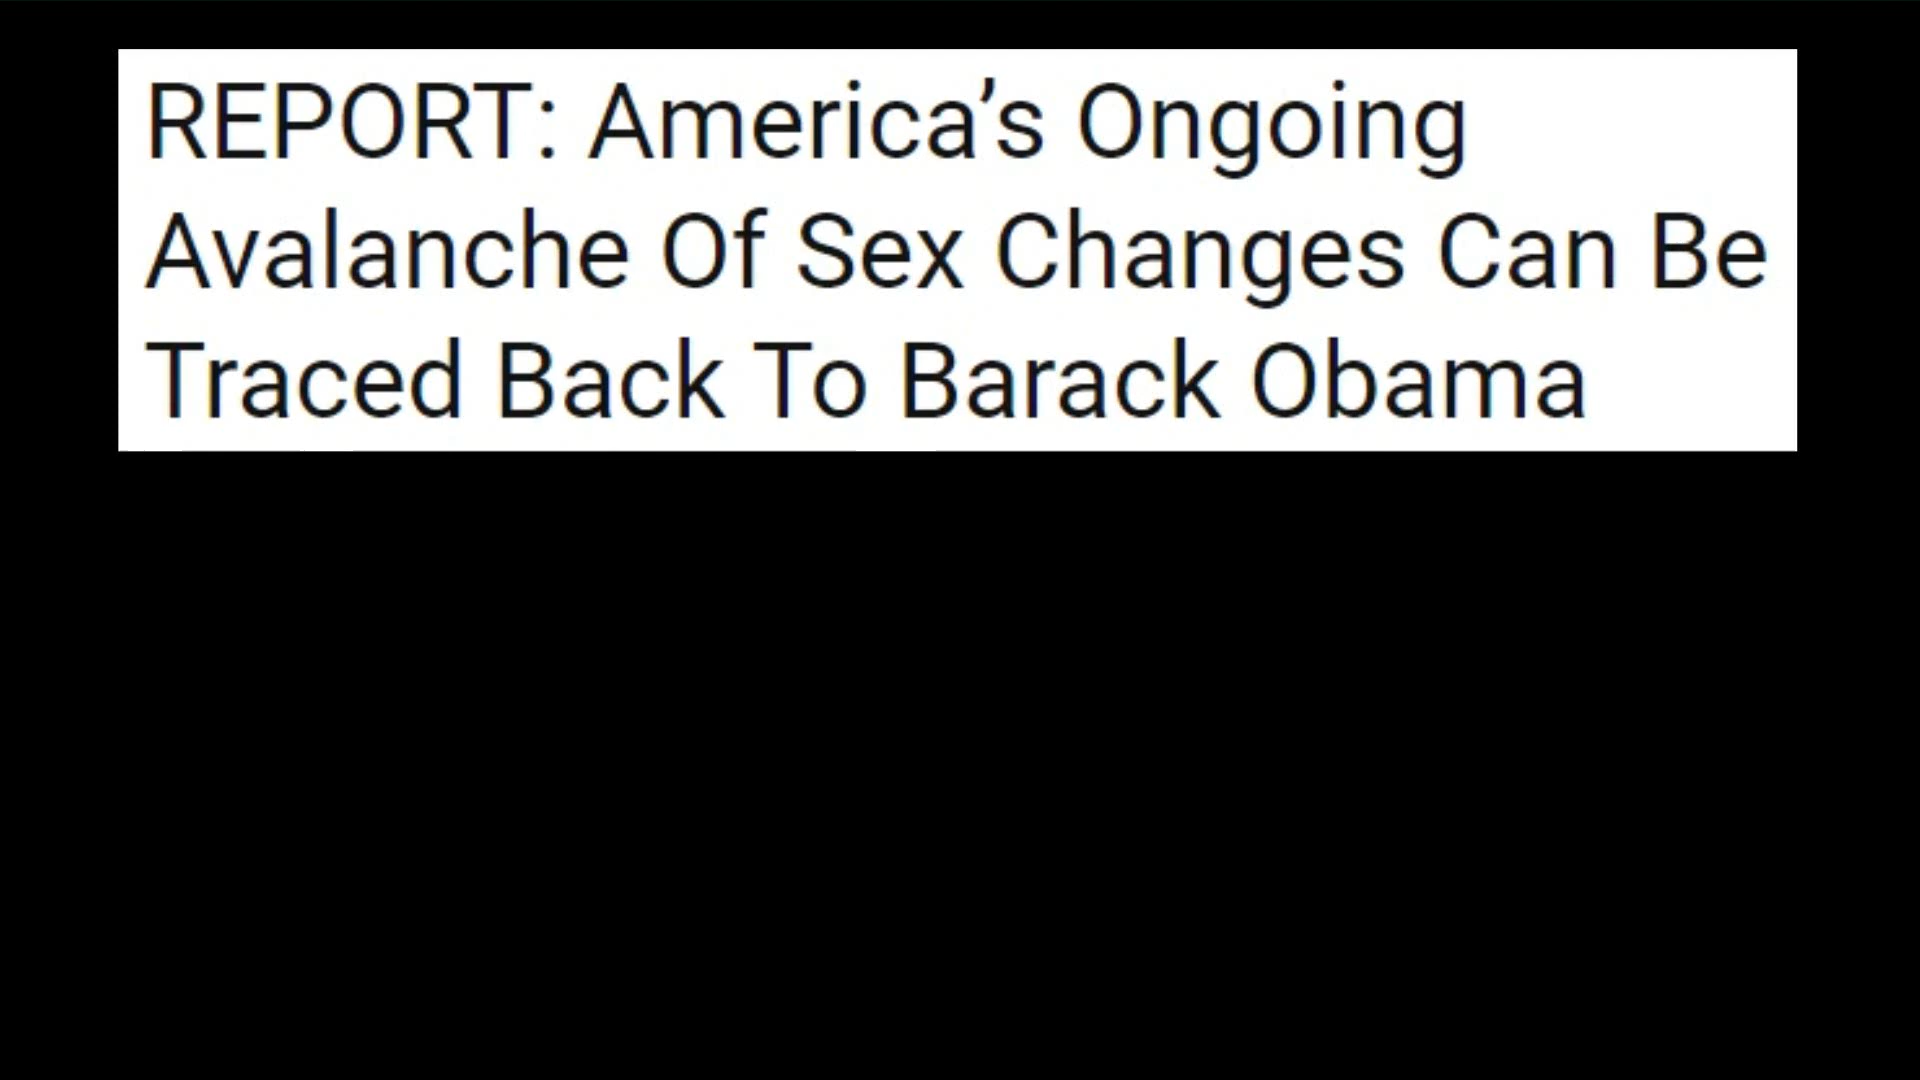 REPORT: America’s Ongoing
Avalanche Of Sex Changes Can Be
Traced Back To Barack Obama